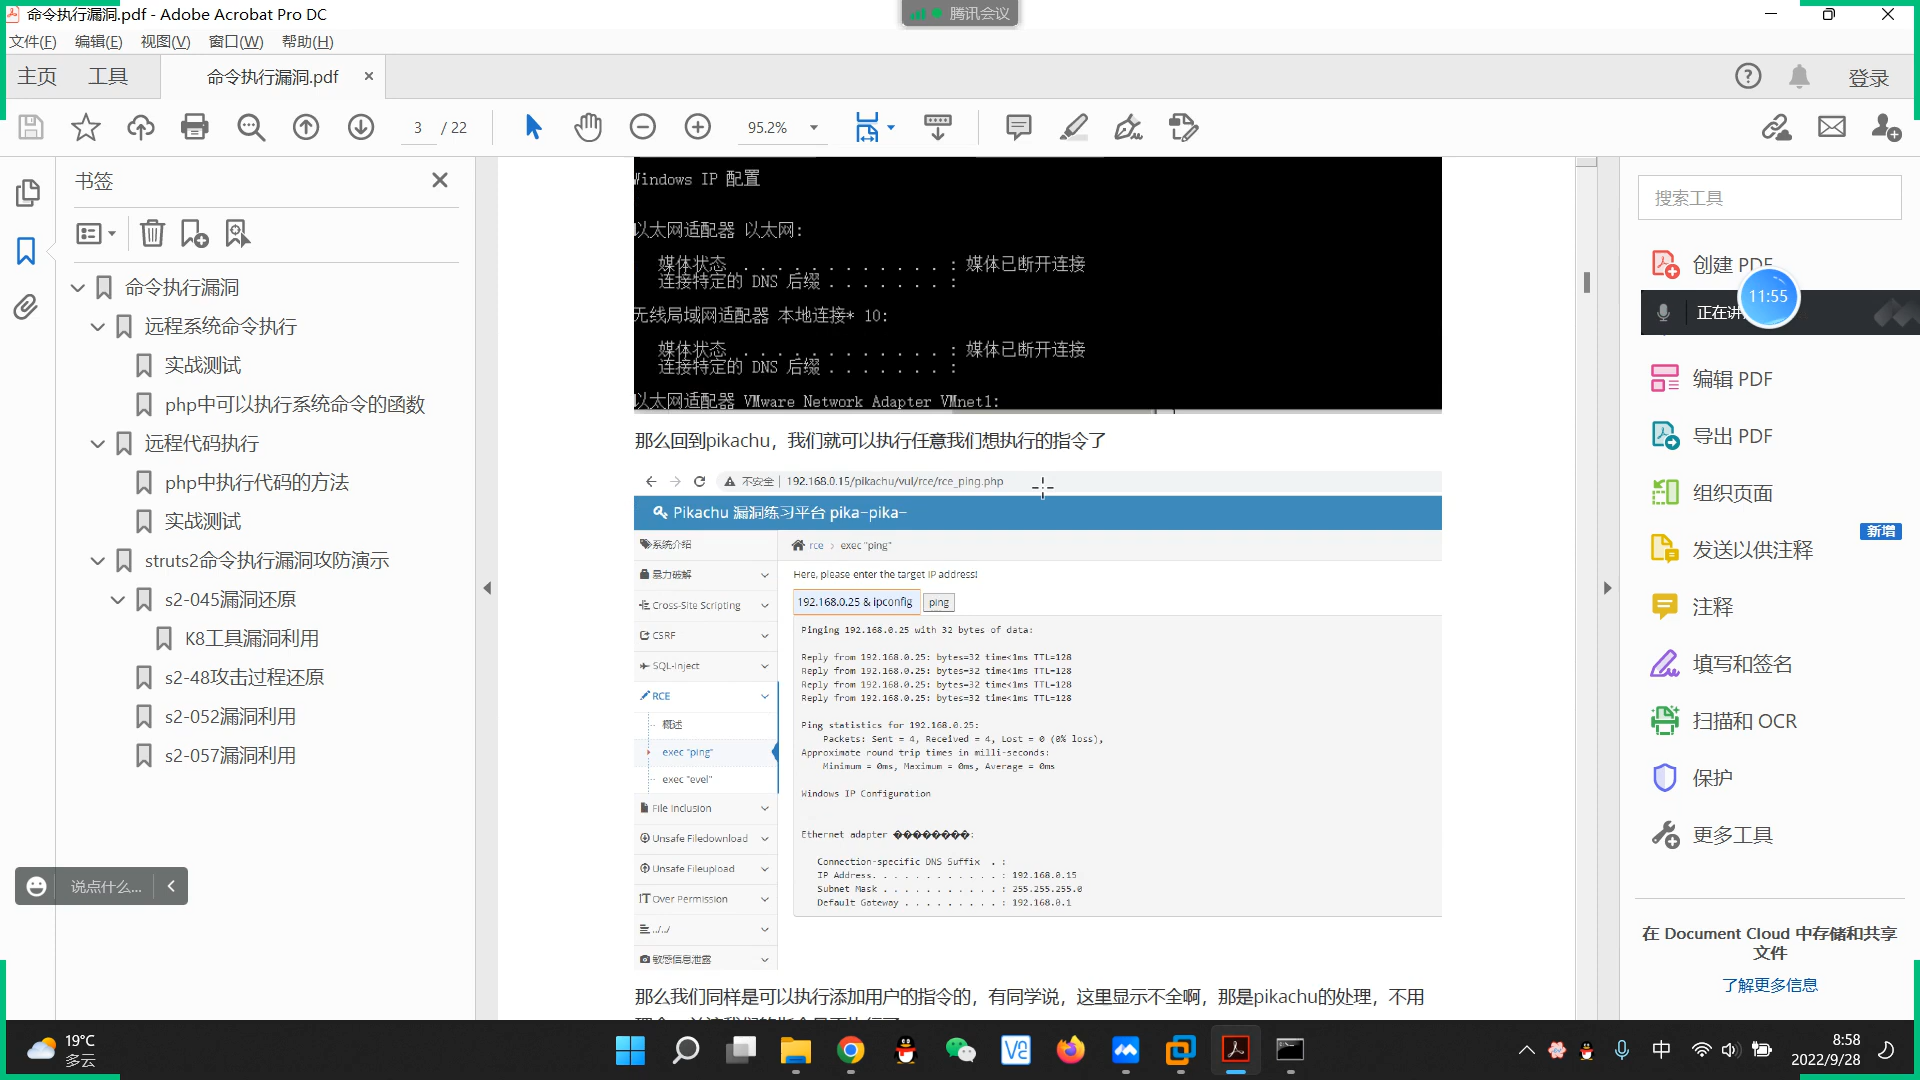 命令执行漏洞.pdf - Adobe Acrobat Pro DC
腾讯会议
文件(F) 编辑(E) 视图(V) 窗口(W) 帮助(H)
主页 工具 命令执行漏洞.pdf
登录
3 / 22
95.2%
书签
命令执行漏洞
远程系统命令执行
实战测试
php中可以执行系统命令的函数
远程代码执行
php中执行代码的方法
实战测试
struts2命令执行漏洞攻防演示
s2-045漏洞还原
K8工具漏洞利用
s2-48攻击过程还原
s2-052漏洞利用
s2-057漏洞利用
说点什么...
Windows IP 配置
以太网适配器 以太网:
媒体状态 . . . . . . . . . . . . : 媒体已断开连接
连接特定的 DNS 后缀 . . . . . . . :
无线局域网适配器 本地连接* 10:
媒体状态 . . . . . . . . . . . . : 媒体已断开连接
连接特定的 DNS 后缀 . . . . . . . :
以太网适配器 VMware Network Adapter VMnet1:
那么回到pikachu，我们就可以执行任意我们想执行的指令了
不安全 | 192.168.0.15/pikachu/vul/rce/rce_ping.php
Pikachu 漏洞练习平台 pika~pika~
系统介绍
暴力破解
Cross-Site Scripting
CSRF
SQL-Inject
RCE
概述
exec "ping"
exec "evel"
File Inclusion
Unsafe Filedownload
Unsafe Fileupload
Over Permission
../../
敏感信息泄露
rce > exec "ping"
Here, please enter the target IP address!
192.168.0.25 & ipconfig ping
Pinging 192.168.0.25 with 32 bytes of data:
Reply from 192.168.0.25: bytes=32 time<1ms TTL=128
Reply from 192.168.0.25: bytes=32 time<1ms TTL=128
Reply from 192.168.0.25: bytes=32 time<1ms TTL=128
Reply from 192.168.0.25: bytes=32 time<1ms TTL=128
Ping statistics for 192.168.0.25:
Packets: Sent = 4, Received = 4, Lost = 0 (0% loss),
Approximate round trip times in milli-seconds:
Minimum = 0ms, Maximum = 0ms, Average = 0ms
Windows IP Configuration
Ethernet adapter ��������:
Connection-specific DNS Suffix . :
IP Address. . . . . . . . . . . . : 192.168.0.15
Subnet Mask . . . . . . . . . . . : 255.255.255.0
Default Gateway . . . . . . . . . : 192.168.0.1
那么我们同样是可以执行添加用户的指令的，有同学说，这里显示不全啊，那是pikachu的处理，不用
搜索工具
创建 PDF
11:55
正在讲
编辑 PDF
导出 PDF
组织页面
新增
发送以供注释
注释
填写和签名
扫描和 OCR
保护
更多工具
在 Document Cloud 中存储和共享
文件
了解更多信息
19°C
多云
中
8:58
2022/9/28